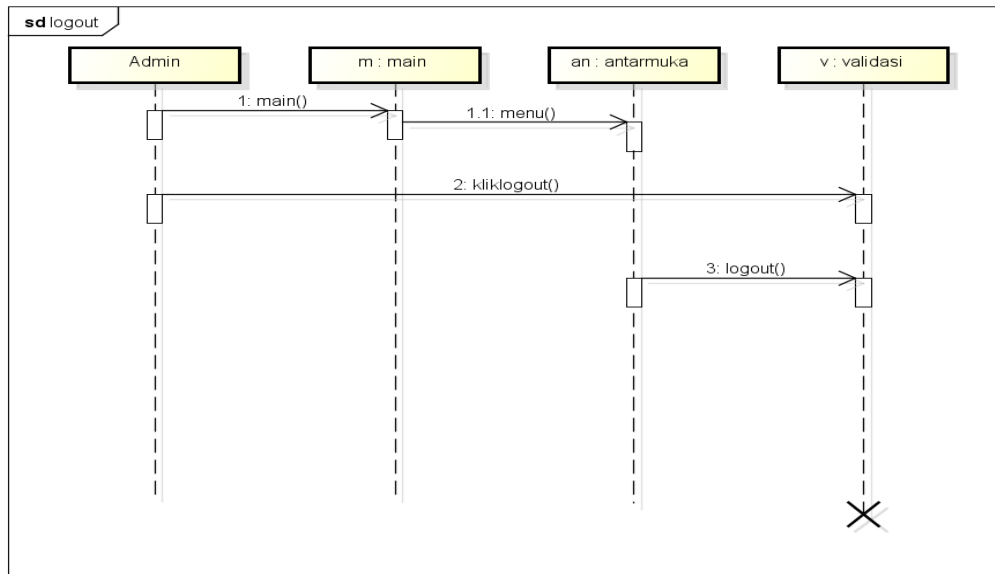 sd logout
Admin
m : main
an : antarmuka
v : validasi
1: main()
1.1: menu()
2: kliklogout()
3: logout()